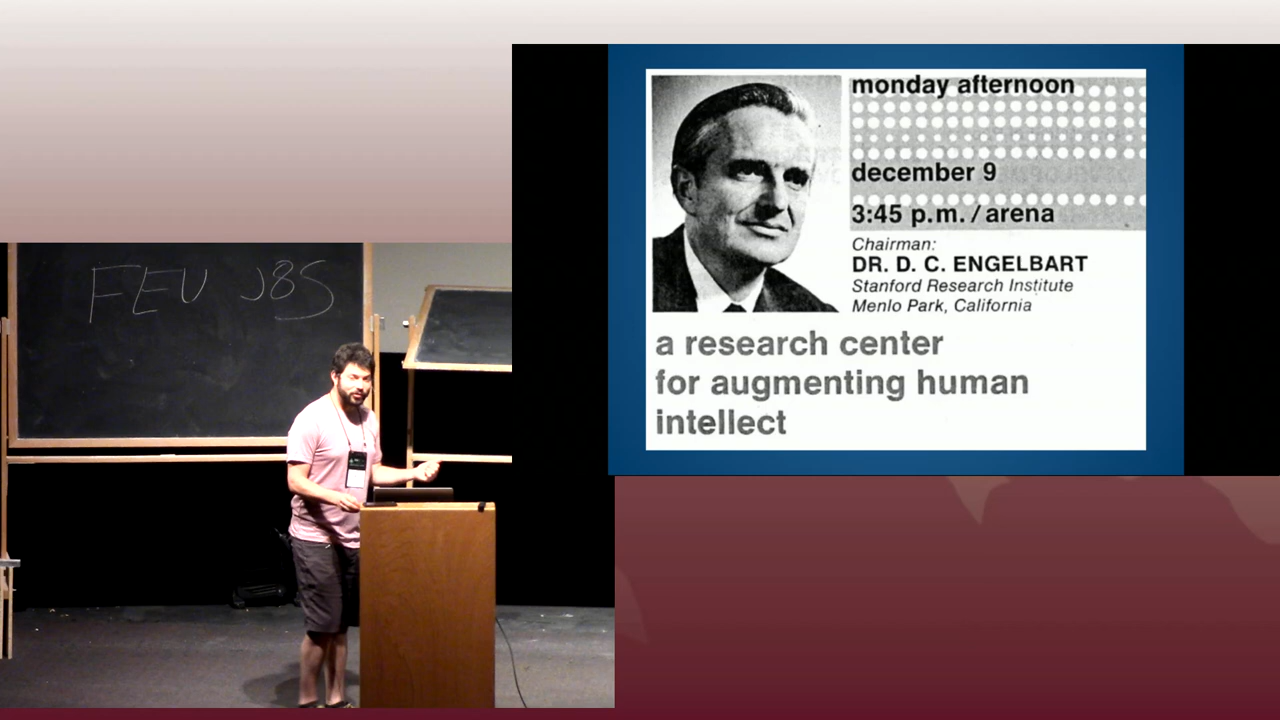 FEU J8S
monday afternoon
december 9
3:45 p.m. / arena
Chairman:
DR. D. C. ENGELBART
Stanford Research Institute
Menlo Park, California
a research center
for augmenting human
intellect